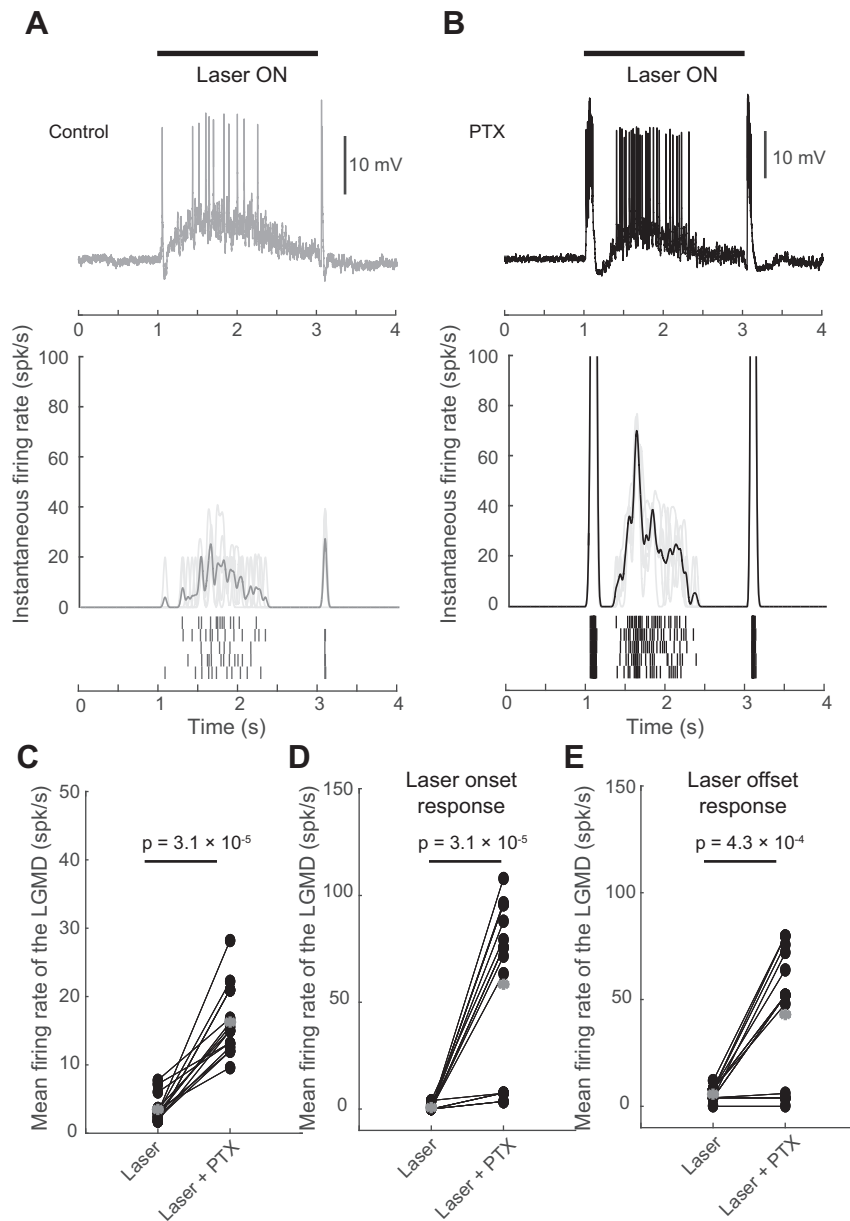 A
Laser ON
Control
10 mV
0 1 2 3 4
Instantaneous firing rate (spk/s)
100
80
60
40
20
0
0 1 2 3 4
Time (s)
B
Laser ON
PTX
10 mV
0 1 2 3 4
Instantaneous firing rate (spk/s)
100
80
60
40
20
0
0 1 2 3 4
Time (s)
C
Mean firing rate of the LGMD (spk/s)
50
40
30
20
10
0
p = 3.1 × 10-5
Laser
Laser + PTX
D
Laser onset
response
Mean firing rate of the LGMD (spk/s)
150
100
50
0
p = 3.1 × 10-5
Laser
Laser + PTX
E
Laser offset
response
Mean firing rate of the LGMD (spk/s)
150
100
50
0
p = 4.3 × 10-4
Laser
Laser + PTX